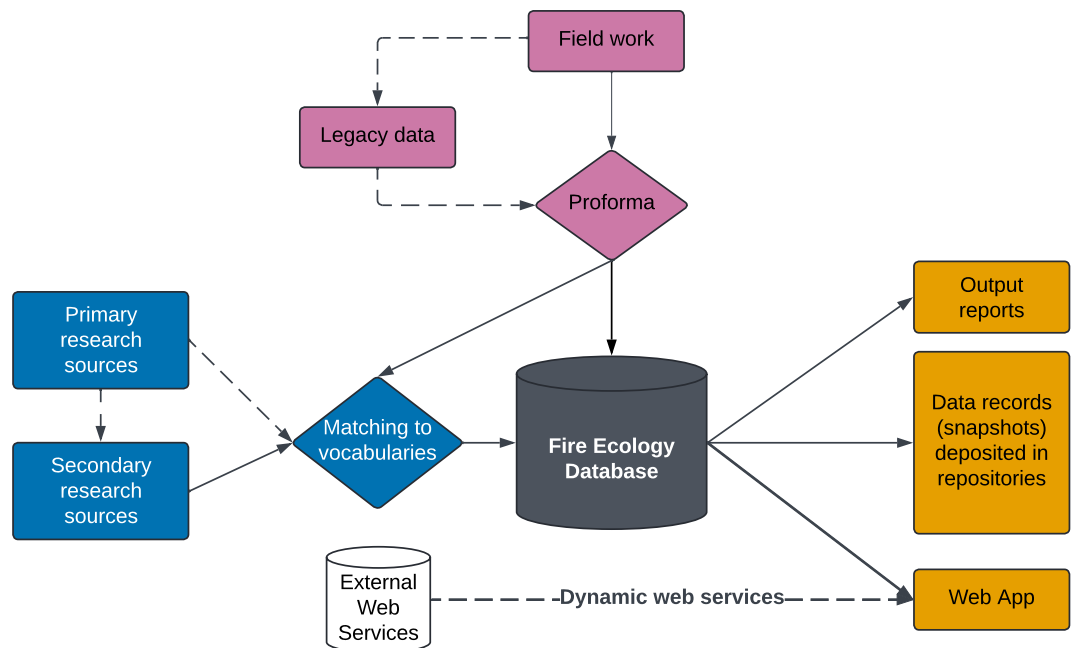 Field work
Legacy data
Proforma
Primary
research
sources
Secondary
research
sources
Matching to
vocabularies
Fire Ecology
Database
Output
reports
Data records
(snapshots)
deposited in
repositories
External
Web
Services
Dynamic web services
Web App